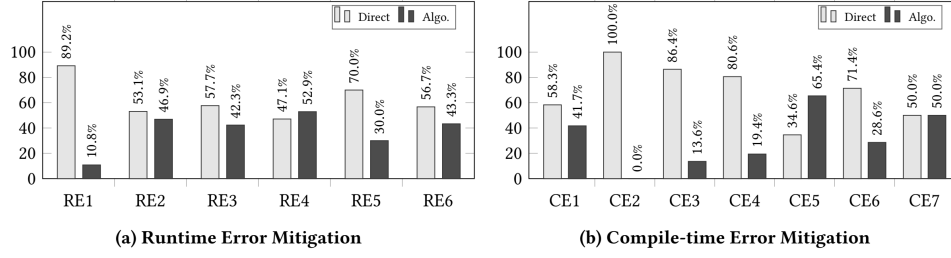 Direct Algo.
100
80
60
40
20
0
89.2% 10.8% 53.1% 46.9% 57.7% 42.3% 47.1% 52.9% 70.0% 30.0% 56.7% 43.3%
RE1 RE2 RE3 RE4 RE5 RE6
(a) Runtime Error Mitigation
Direct Algo.
100
80
60
40
20
0
58.3% 41.7% 100.0% 0.0% 86.4% 13.6% 80.6% 19.4% 34.6% 65.4% 71.4% 28.6% 50.0% 50.0%
CE1 CE2 CE3 CE4 CE5 CE6 CE7
(b) Compile-time Error Mitigation